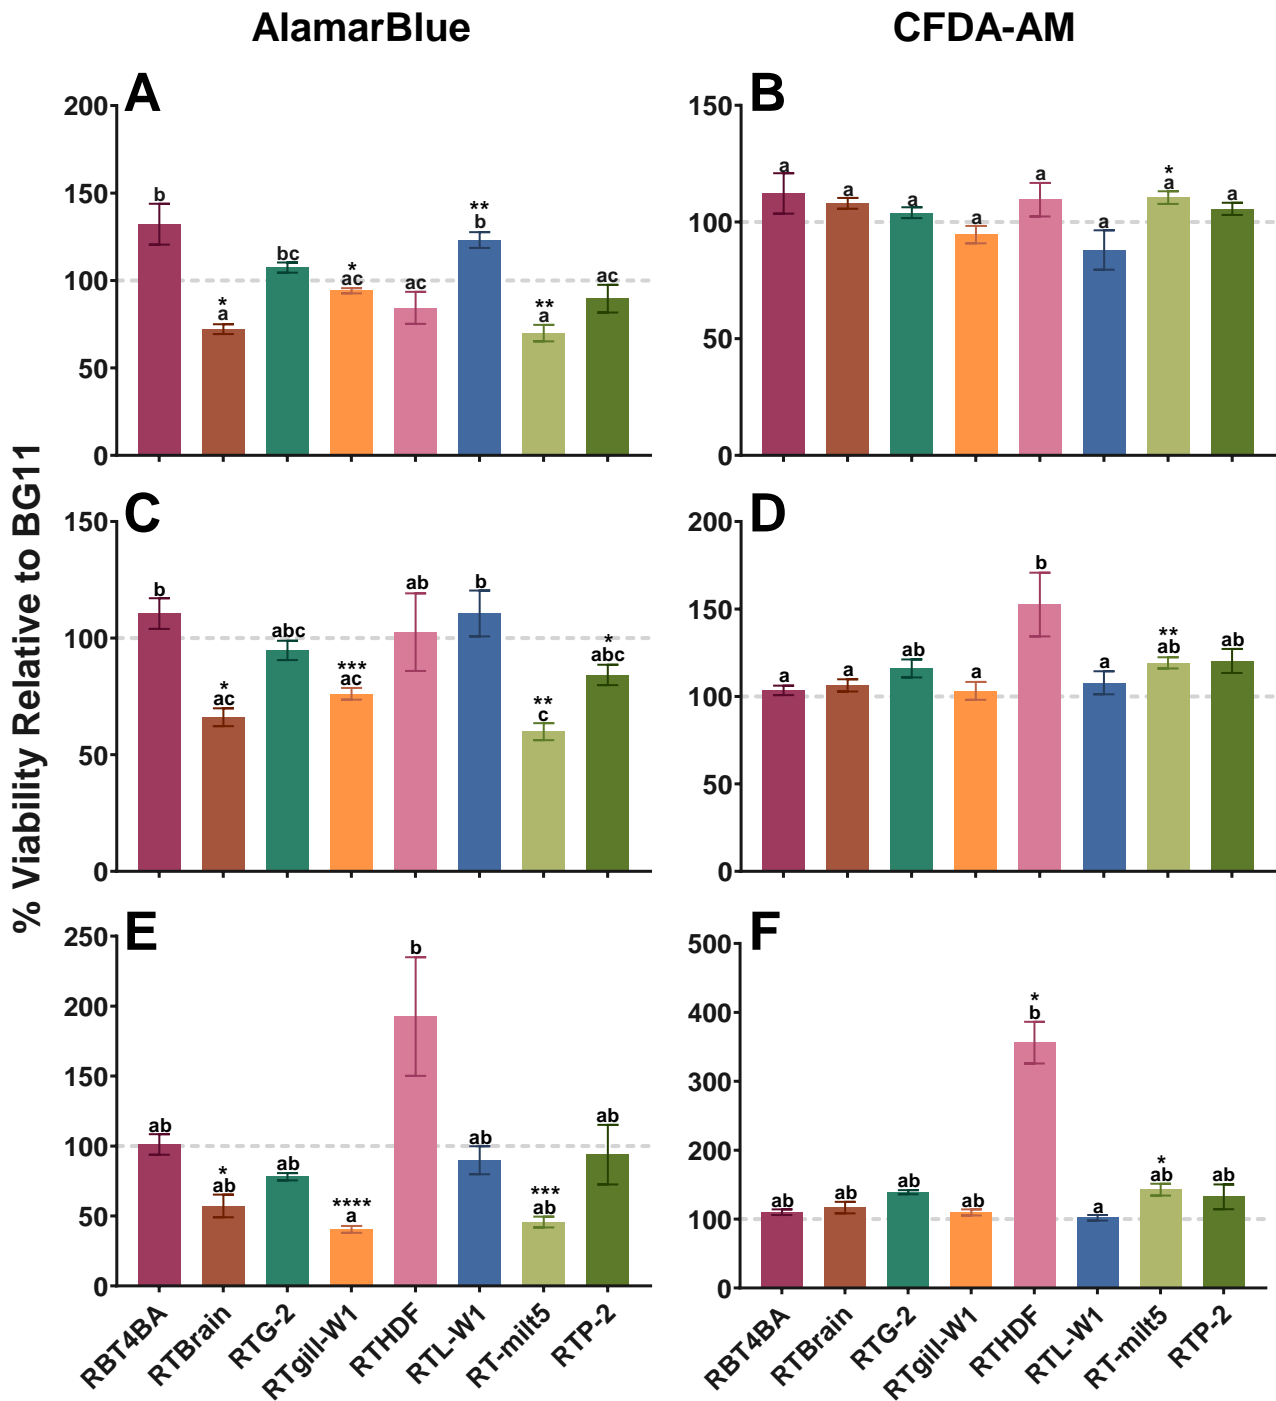 AlamarBlue
CFDA-AM
% Viability Relative to BG11
A
200
150
100
50
0
b
*
a
bc
*
ac
ac
**
b
**
a
ac
B
150
100
50
0
a
a
a
a
a
a
*
a
a
C
150
100
50
0
b
*
ac
abc
***
ac
ab
b
**
c
*
abc
D
200
150
100
50
0
a
a
ab
a
b
a
**
ab
ab
E
250
200
150
100
50
0
ab
*
ab
ab
****
a
b
ab
***
ab
ab
F
500
400
300
200
100
0
ab
ab
ab
ab
*
b
a
*
ab
ab
RBT4BA
RTBrain
RTG-2
RTgill-W1
RTHDF
RTL-W1
RT-milt5
RTP-2
RBT4BA
RTBrain
RTG-2
RTgill-W1
RTHDF
RTL-W1
RT-milt5
RTP-2